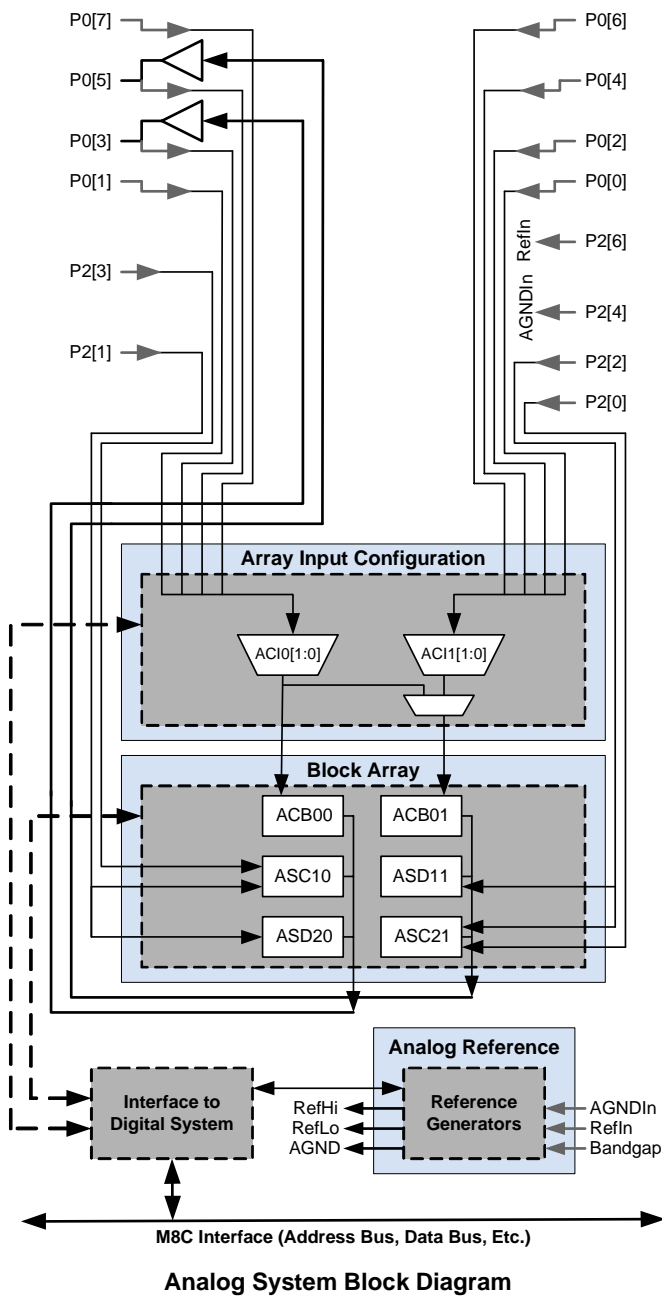 P0[7]
P0[6]
P0[5]
P0[4]
P0[3]
P0[2]
P0[1]
P0[0]
RefIn
P2[6]
P2[3]
AGNDIn
P2[4]
P2[1]
P2[2]
P2[0]
Array Input Configuration
ACI0[1:0]
ACI1[1:0]
Block Array
ACB00
ACB01
ASC10
ASD11
ASD20
ASC21
Analog Reference
Interface to
Digital System
RefHi
RefLo
AGND
Reference
Generators
AGNDIn
RefIn
Bandgap
M8C Interface (Address Bus, Data Bus, Etc.)
Analog System Block Diagram